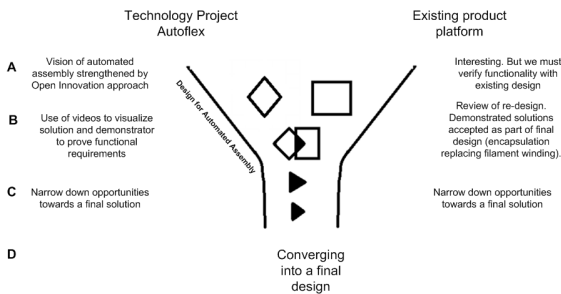 Technology Project
Autoflex
Existing product
platform
A
Vision of automated
assembly strengthened by
Open Innovation approach
Interesting. But we must
verify functionality with
existing design
Design for Automated Assembly
B
Use of videos to visualize
solution and demonstrator
to prove functional
requirements
Review of re-design.
Demonstrated solutions
accepted as part of final
design (encapsulation
replacing filament winding).
C
Narrow down opportunities
towards a final solution
Narrow down opportunities
towards a final solution
D
Converging
into a final
design